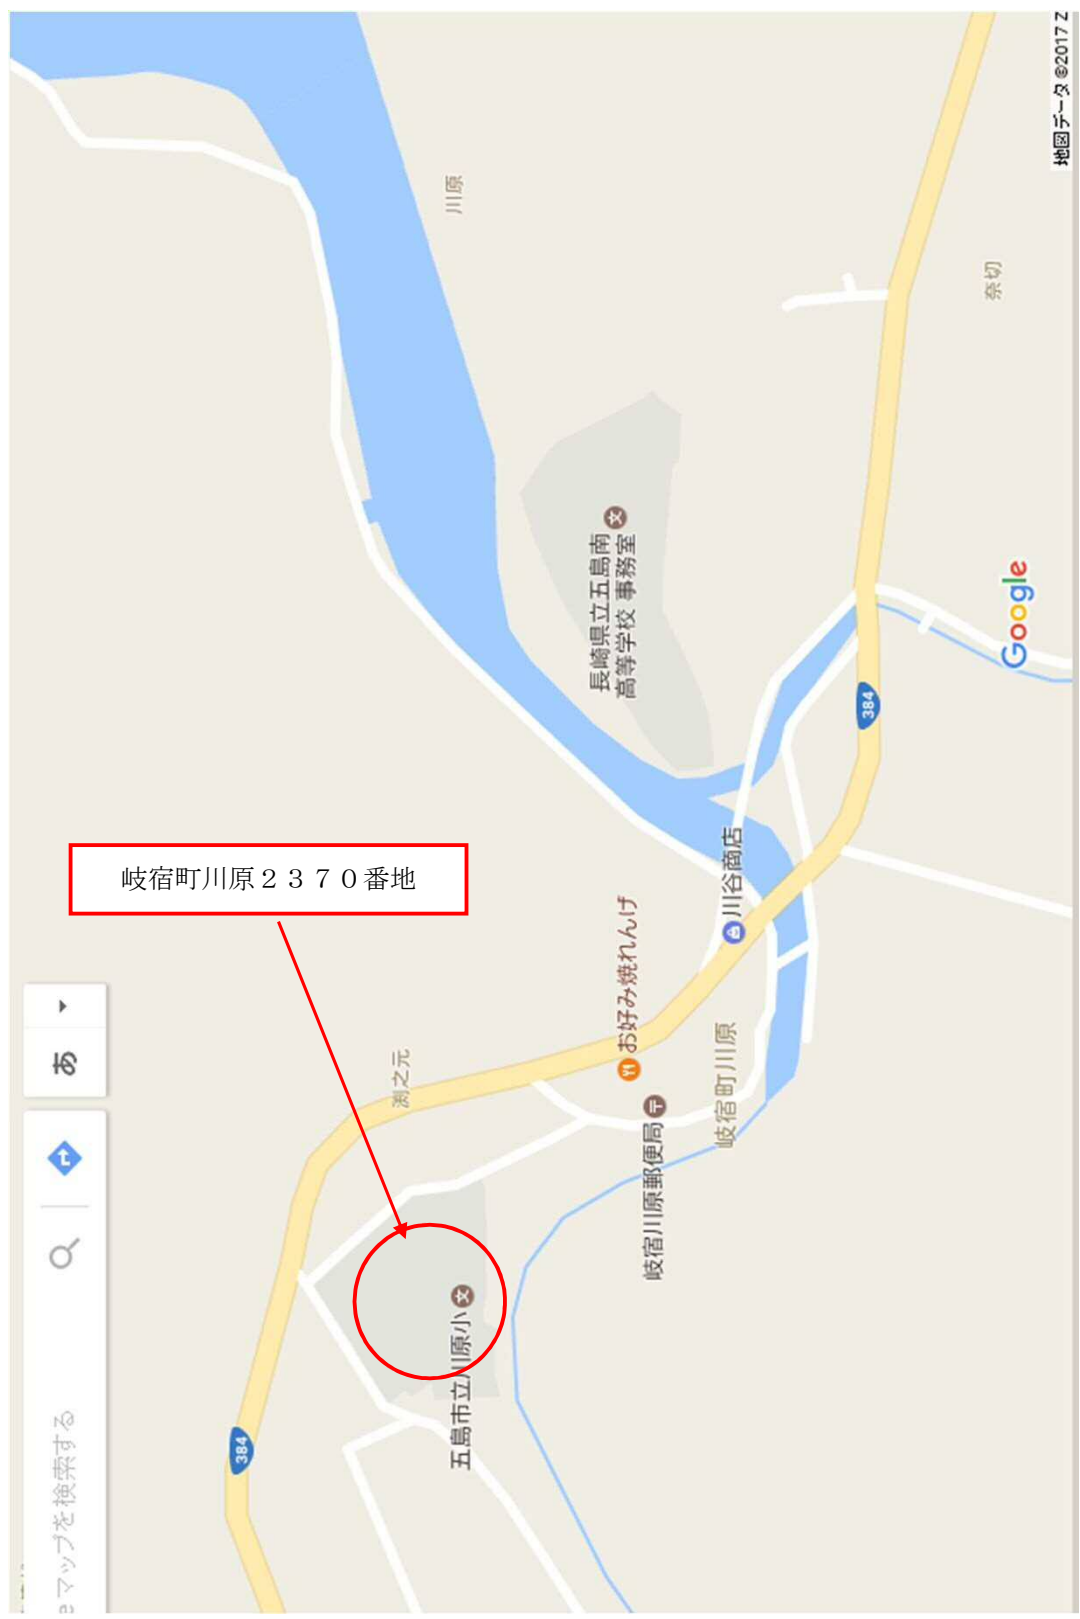 岐宿町川原２３７０番地
eマップを検索する
あ
384
五島市立川原小
渕之元
岐宿川原郵便局
お好み焼れんげ
岐宿町川原
川谷商店
長崎県立五島南
高等学校 事務室
川原
384
奈切
Google
地図データ ©2017 Z